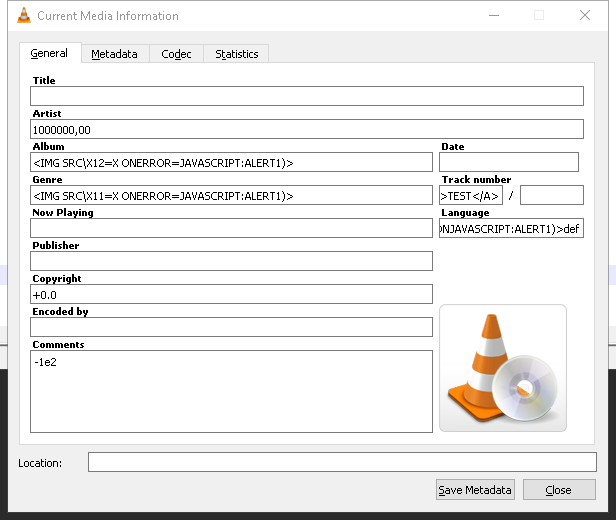 Current Media Information
General Metadata Codec Statistics
Title
Artist
1000000,00
Album Date
<IMG SRC\X12=X ONERROR=JAVASCRIPT:ALERT1)>
Genre Track number
<IMG SRC\X11=X ONERROR=JAVASCRIPT:ALERT1)> >TEST</A> /
Now Playing Language
ONJAVASCRIPT:ALERT1)>def
Publisher
Copyright
+0.0
Encoded by
Comments
-1e2
Location:
Save Metadata Close